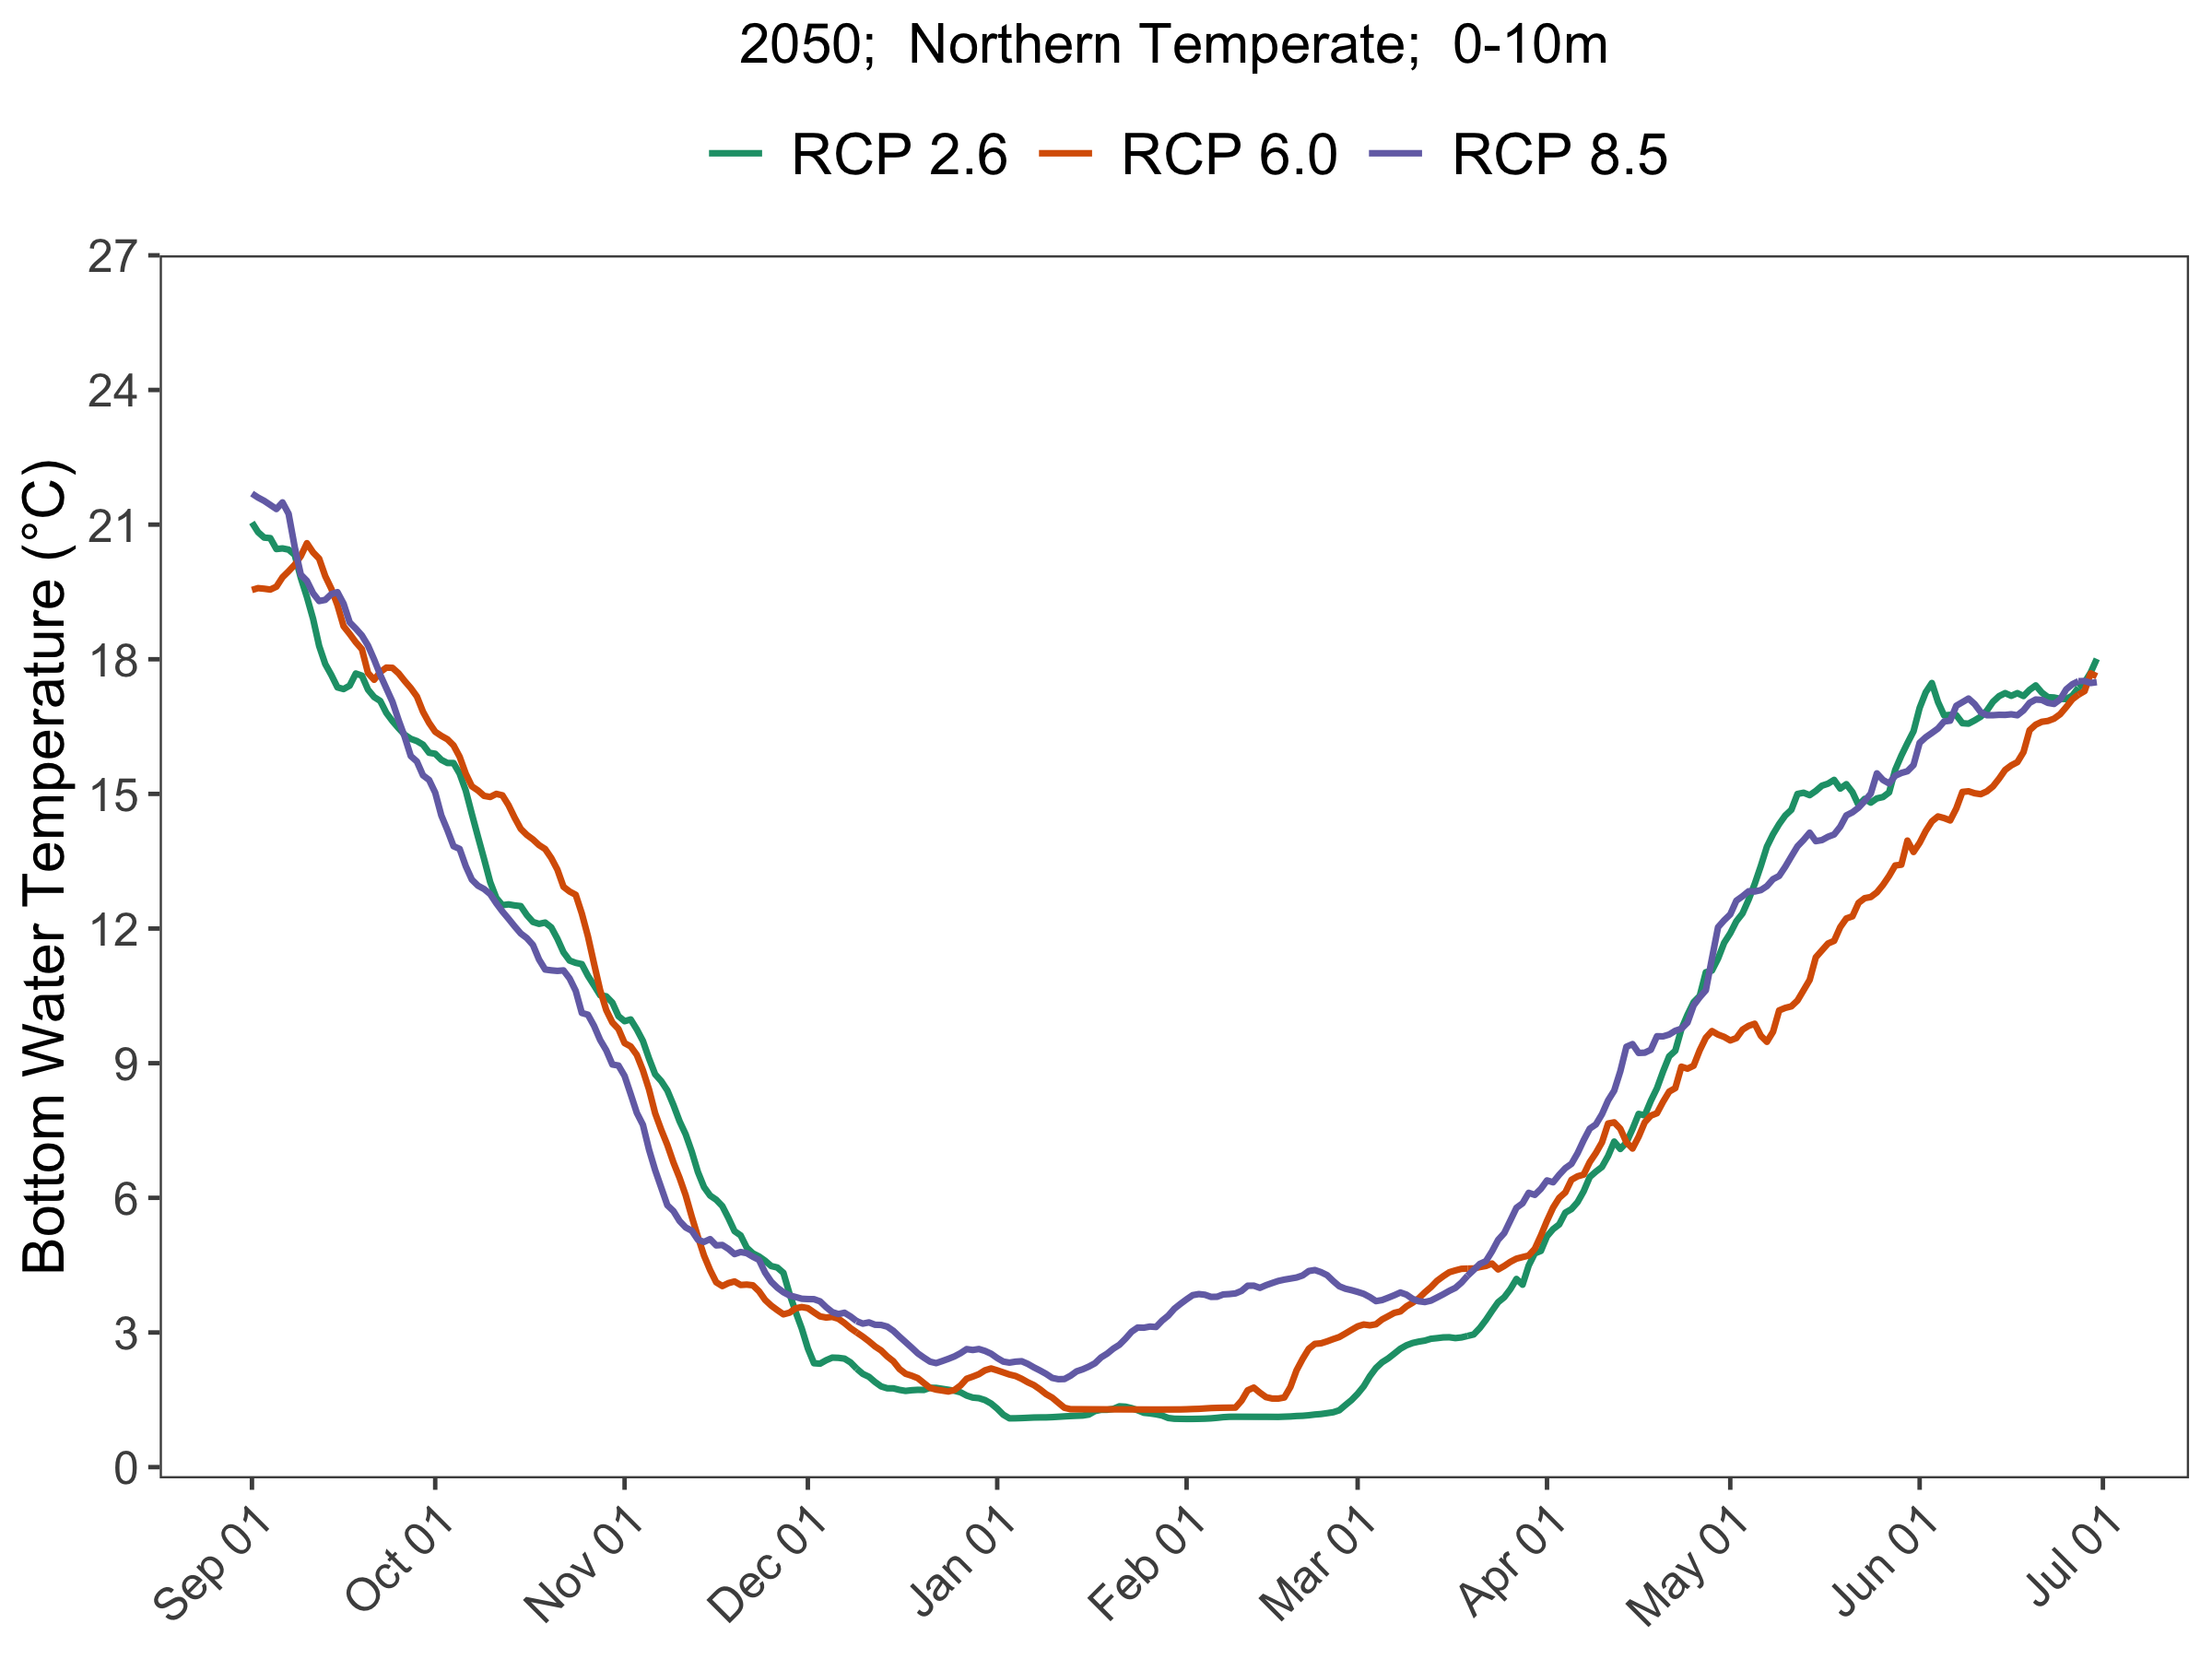 2050;  Northern Temperate;  0-10m
RCP 2.6 RCP 6.0 RCP 8.5
Bottom Water Temperature (°C)
27
24
21
18
15
12
9
6
3
0
Sep 01 Oct 01 Nov 01 Dec 01 Jan 01 Feb 01 Mar 01 Apr 01 May 01 Jun 01 Jul 01